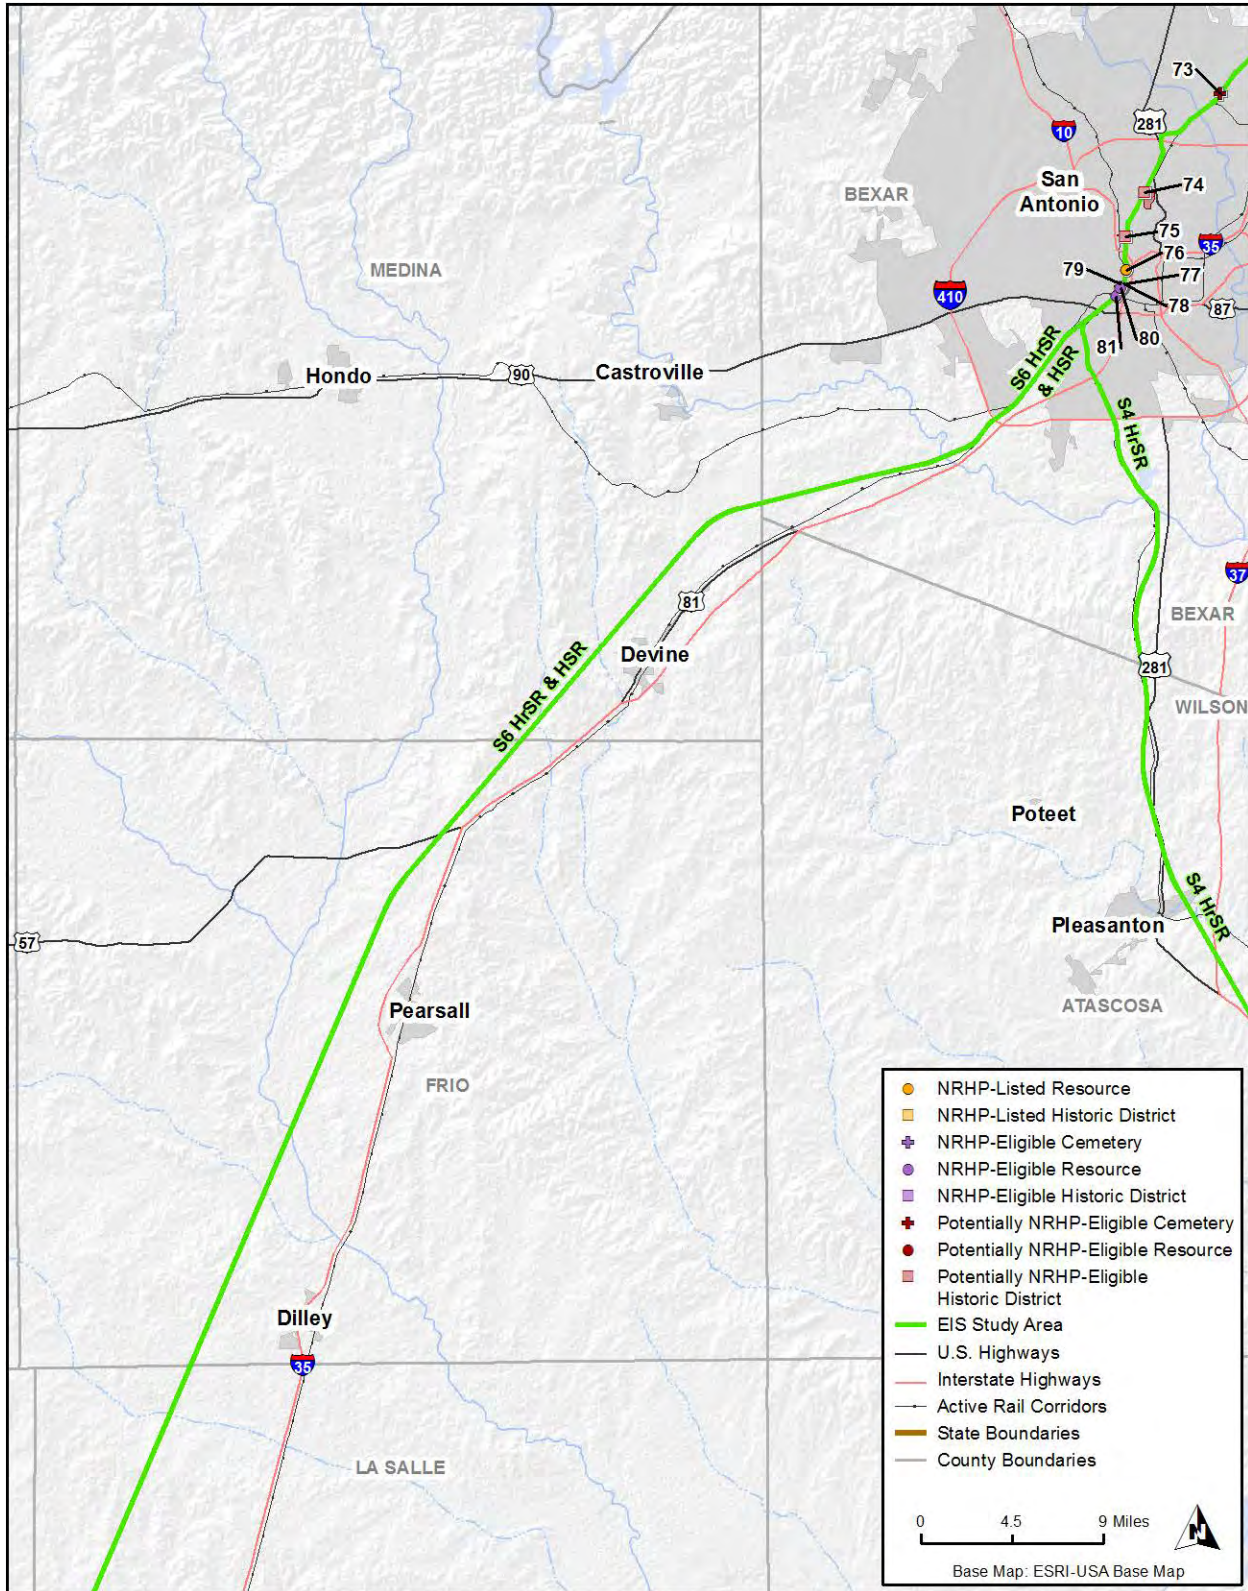 73
281
10
San
Antonio
74
BEXAR
75
35
76
MEDINA
79
77
410
78
87
81
80
S6 HrSR
& HSR
Hondo
90
Castroville
S4 HrSR
37
81
BEXAR
Devine
281
S6 HrSR & HSR
WILSON
Poteet
S4 HrSR
Pleasanton
57
ATASCOSA
Pearsall
FRIO
Dilley
35
LA SALLE
NRHP-Listed Resource
NRHP-Listed Historic District
NRHP-Eligible Cemetery
NRHP-Eligible Resource
NRHP-Eligible Historic District
Potentially NRHP-Eligible Cemetery
Potentially NRHP-Eligible Resource
Potentially NRHP-Eligible
Historic District
EIS Study Area
U.S. Highways
Interstate Highways
Active Rail Corridors
State Boundaries
County Boundaries
0 4.5 9 Miles
N
Base Map: ESRI-USA Base Map